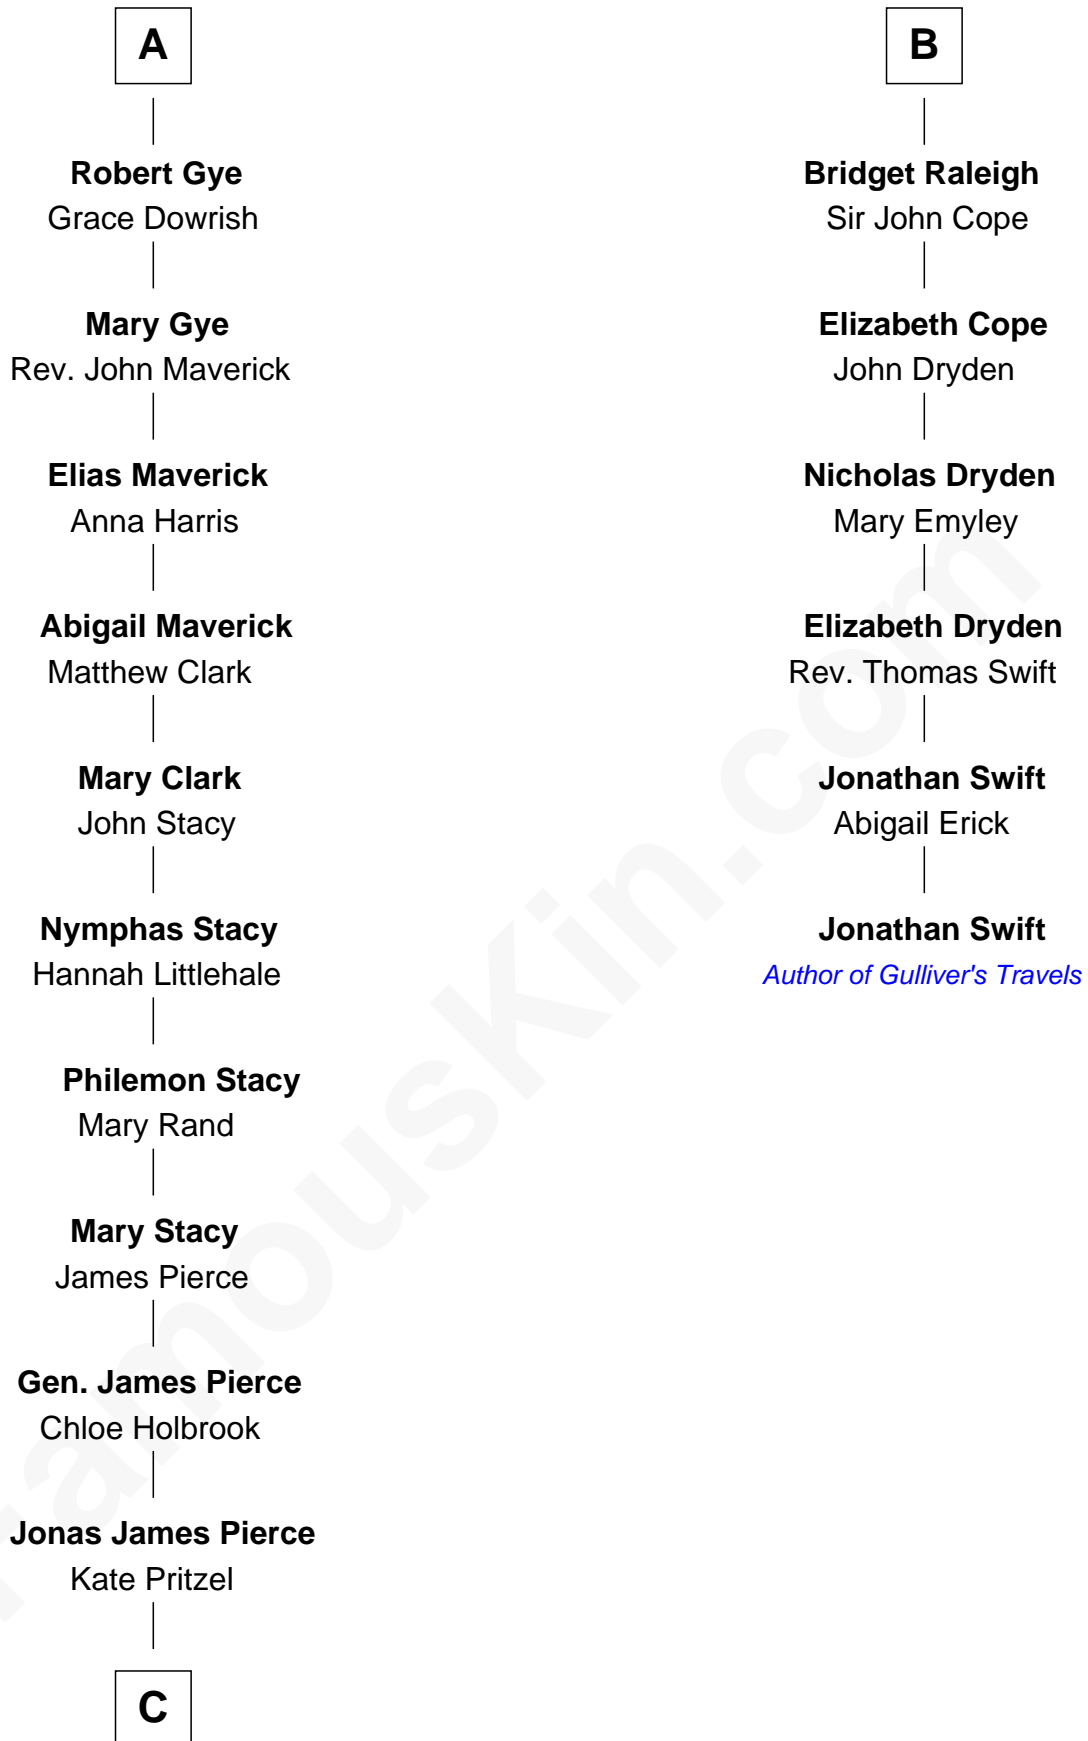 A
Robert Gye
Grace Dowrish
Mary Gye
Rev. John Maverick
Elias Maverick
Anna Harris
Abigail Maverick
Matthew Clark
Mary Clark
John Stacy
Nymphas Stacy
Hannah Littlehale
Philemon Stacy
Mary Rand
Mary Stacy
James Pierce
Gen. James Pierce
Chloe Holbrook
Jonas James Pierce
Kate Pritzel
C
B
Bridget Raleigh
Sir John Cope
Elizabeth Cope
John Dryden
Nicholas Dryden
Mary Emyley
Elizabeth Dryden
Rev. Thomas Swift
Jonathan Swift
Abigail Erick
Jonathan Swift
Author of Gulliver's Travels
FamousKin.com